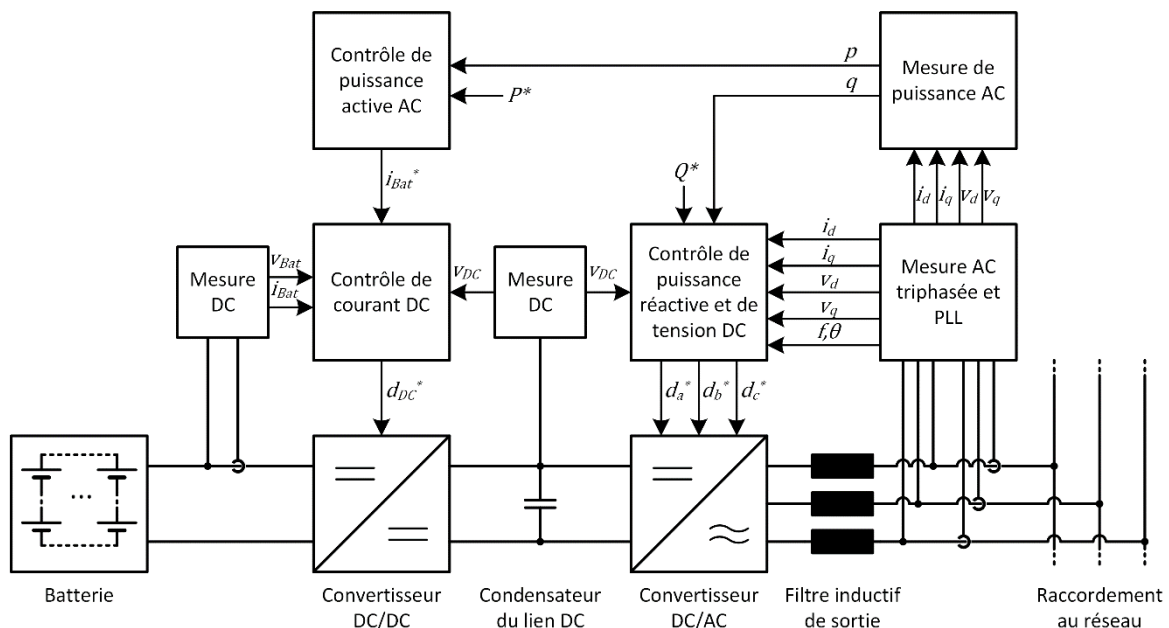 Contrôle de
puissance
active AC
p
q
P*
Mesure de
puissance AC
i_Bat*
Q*
i_d
i_q
v_d
v_q
Mesure
DC
v_Bat
i_Bat
Contrôle de
courant DC
v_DC
Mesure
DC
v_DC
Contrôle de
puissance
réactive et de
tension DC
i_d
i_q
v_d
v_q
f,θ
Mesure AC
triphasée et
PLL
d_DC*
d_a*
d_b*
d_c*
...
Batterie
Convertisseur
DC/DC
Condensateur
du lien DC
Convertisseur
DC/AC
Filtre inductif
de sortie
Raccordement
au réseau